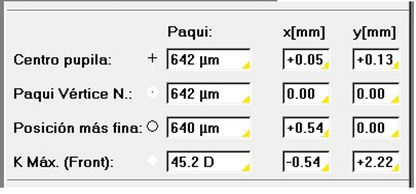 Paqui: x[mm] y[mm]
Centro pupila: + 642 µm +0.05 +0.13
Paqui Vértice N.: 642 µm 0.00 0.00
Posición más fina: O 640 µm +0.54 0.00
K Máx. (Front): 45.2 D -0.54 +2.22